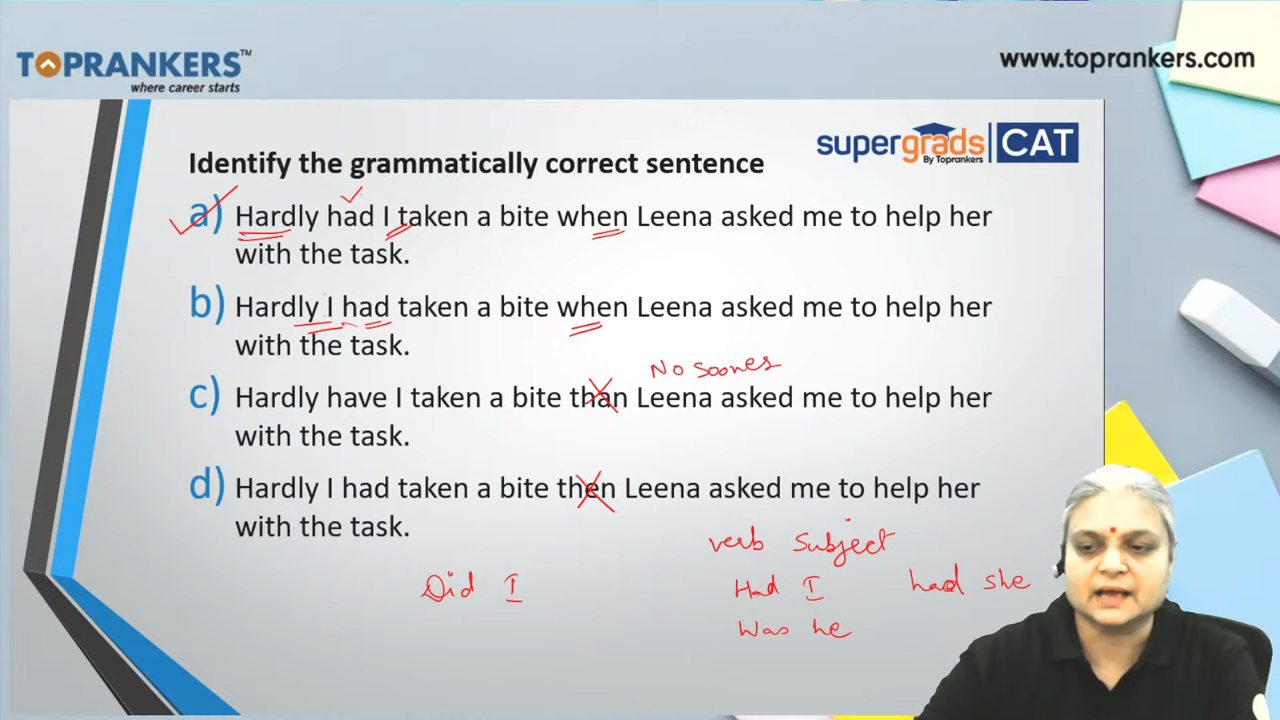 TOPRANKERS™
where career starts
www.toprankers.com
supergrads | CAT
By Toprankers
Identify the grammatically correct sentence
a) Hardly had I taken a bite when Leena asked me to help her
with the task.
b) Hardly I had taken a bite when Leena asked me to help her
with the task.
No sooner
c) Hardly have I taken a bite than Leena asked me to help her
with the task.
d) Hardly I had taken a bite then Leena asked me to help her
with the task.
verb Subject
Did I Had I had she
Was he